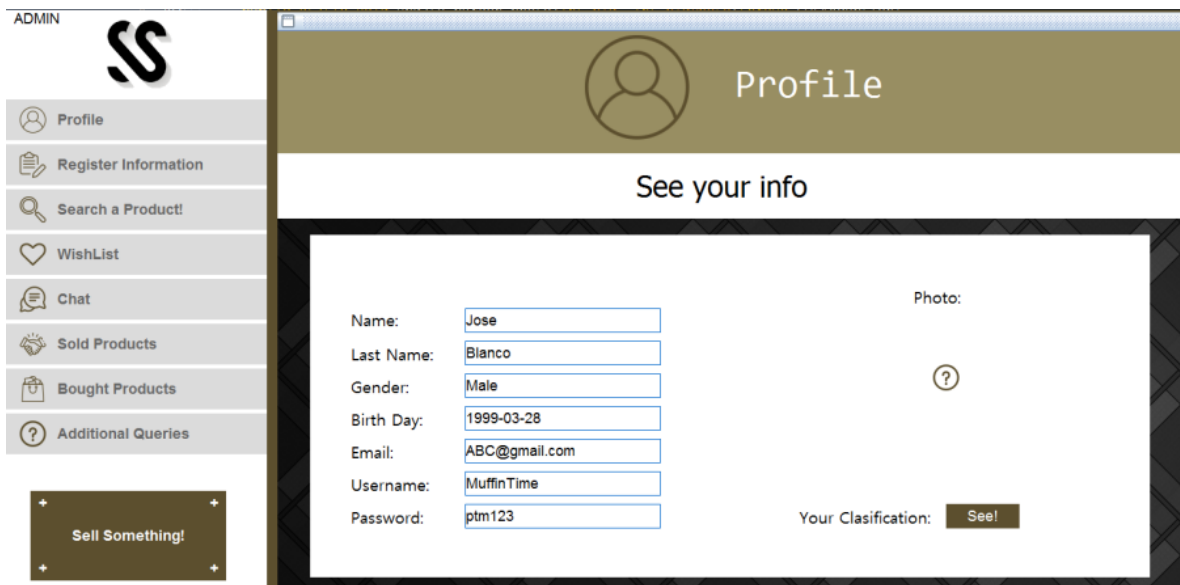 ADMIN
SS
Profile
Register Information
Search a Product!
WishList
Chat
Sold Products
Bought Products
Additional Queries
Sell Something!
Profile
See your info
Name: Jose
Last Name: Blanco
Gender: Male
Birth Day: 1999-03-28
Email: ABC@gmail.com
Username: MuffinTime
Password: ptm123
Photo:
?
Your Clasification: See!